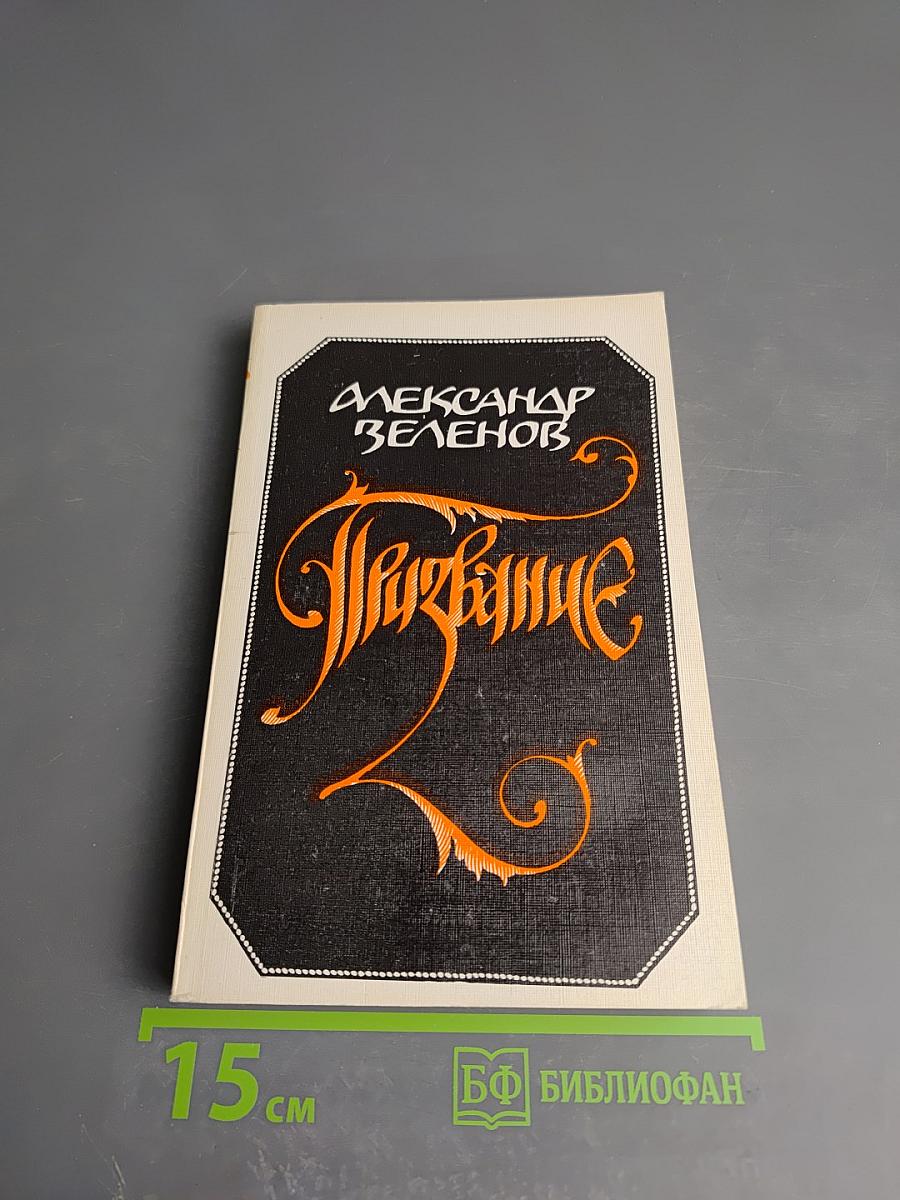 Александр
Зеленов
Призвание
15 см
БФ БИБЛИОФАН